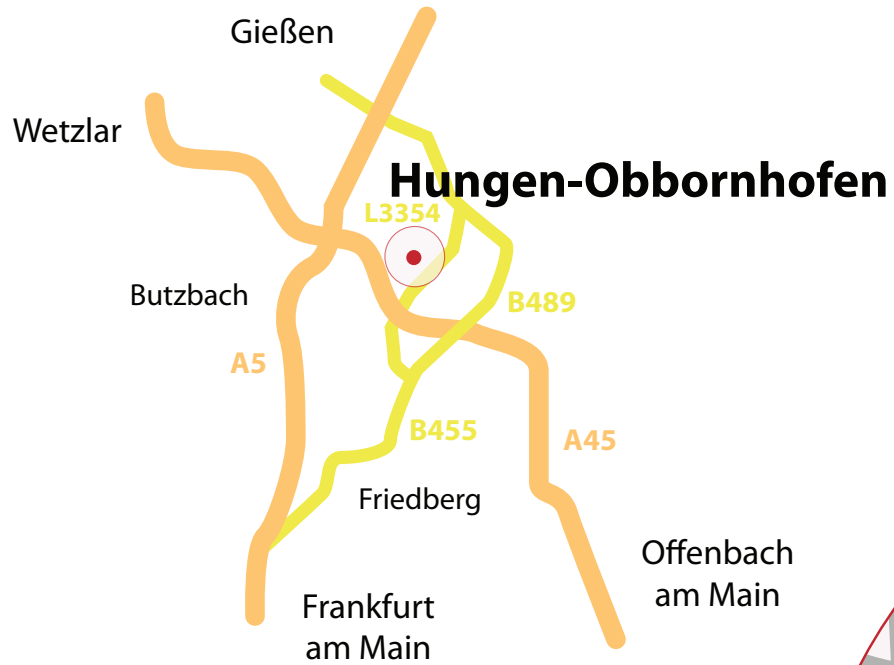 Gießen
Wetzlar
Hungen-Obbornhofen
L3354
Butzbach
B489
A5
B455
A45
Friedberg
Offenbach
am Main
Frankfurt
am Main